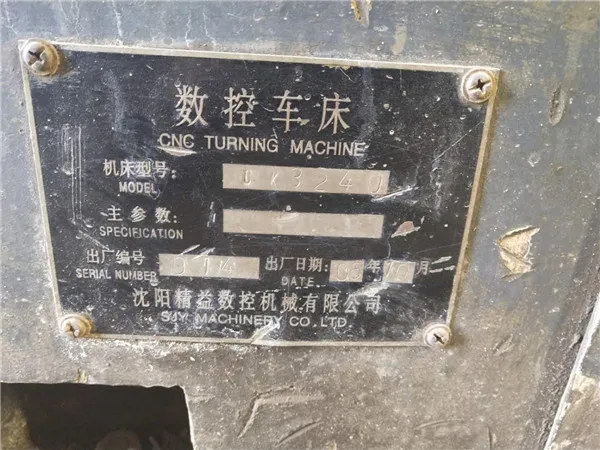 数控车床
CNC TURNING MACHINE
机床型号:
MODEL
主参数:
SPECIFICATION
出厂编号 014 出厂日期: 年 月
SERIAL NUMBER DATE
沈阳精益数控机械有限公司
SJY MACHINERY CO.LTD.